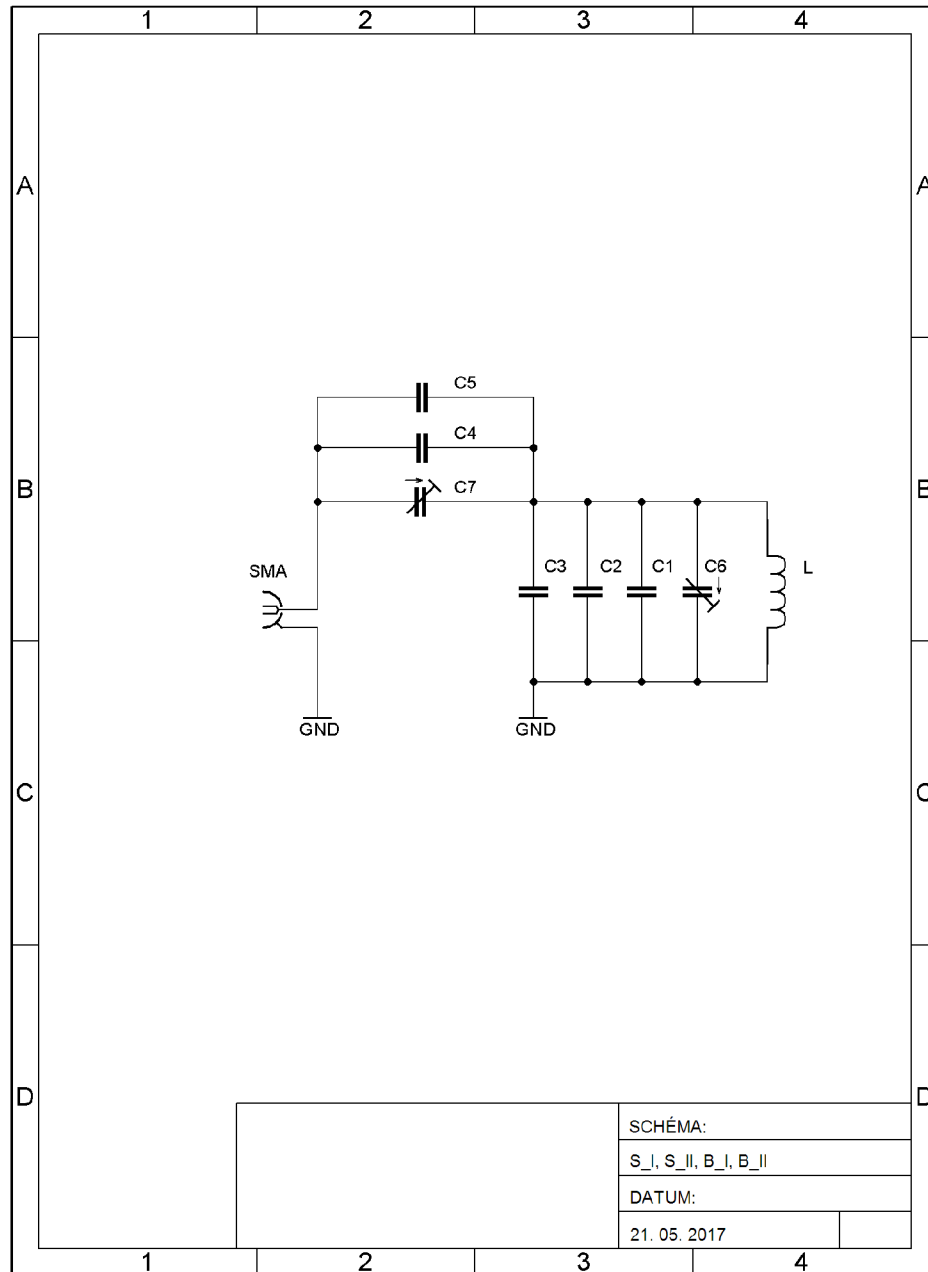 1 2 3 4
A A
C5
C4
B B
C7
SMA C3 C2 C1 C6 L
GND GND
C C
D D
SCHÉMA:
S_I, S_II, B_I, B_II
DATUM:
21. 05. 2017
1 2 3 4